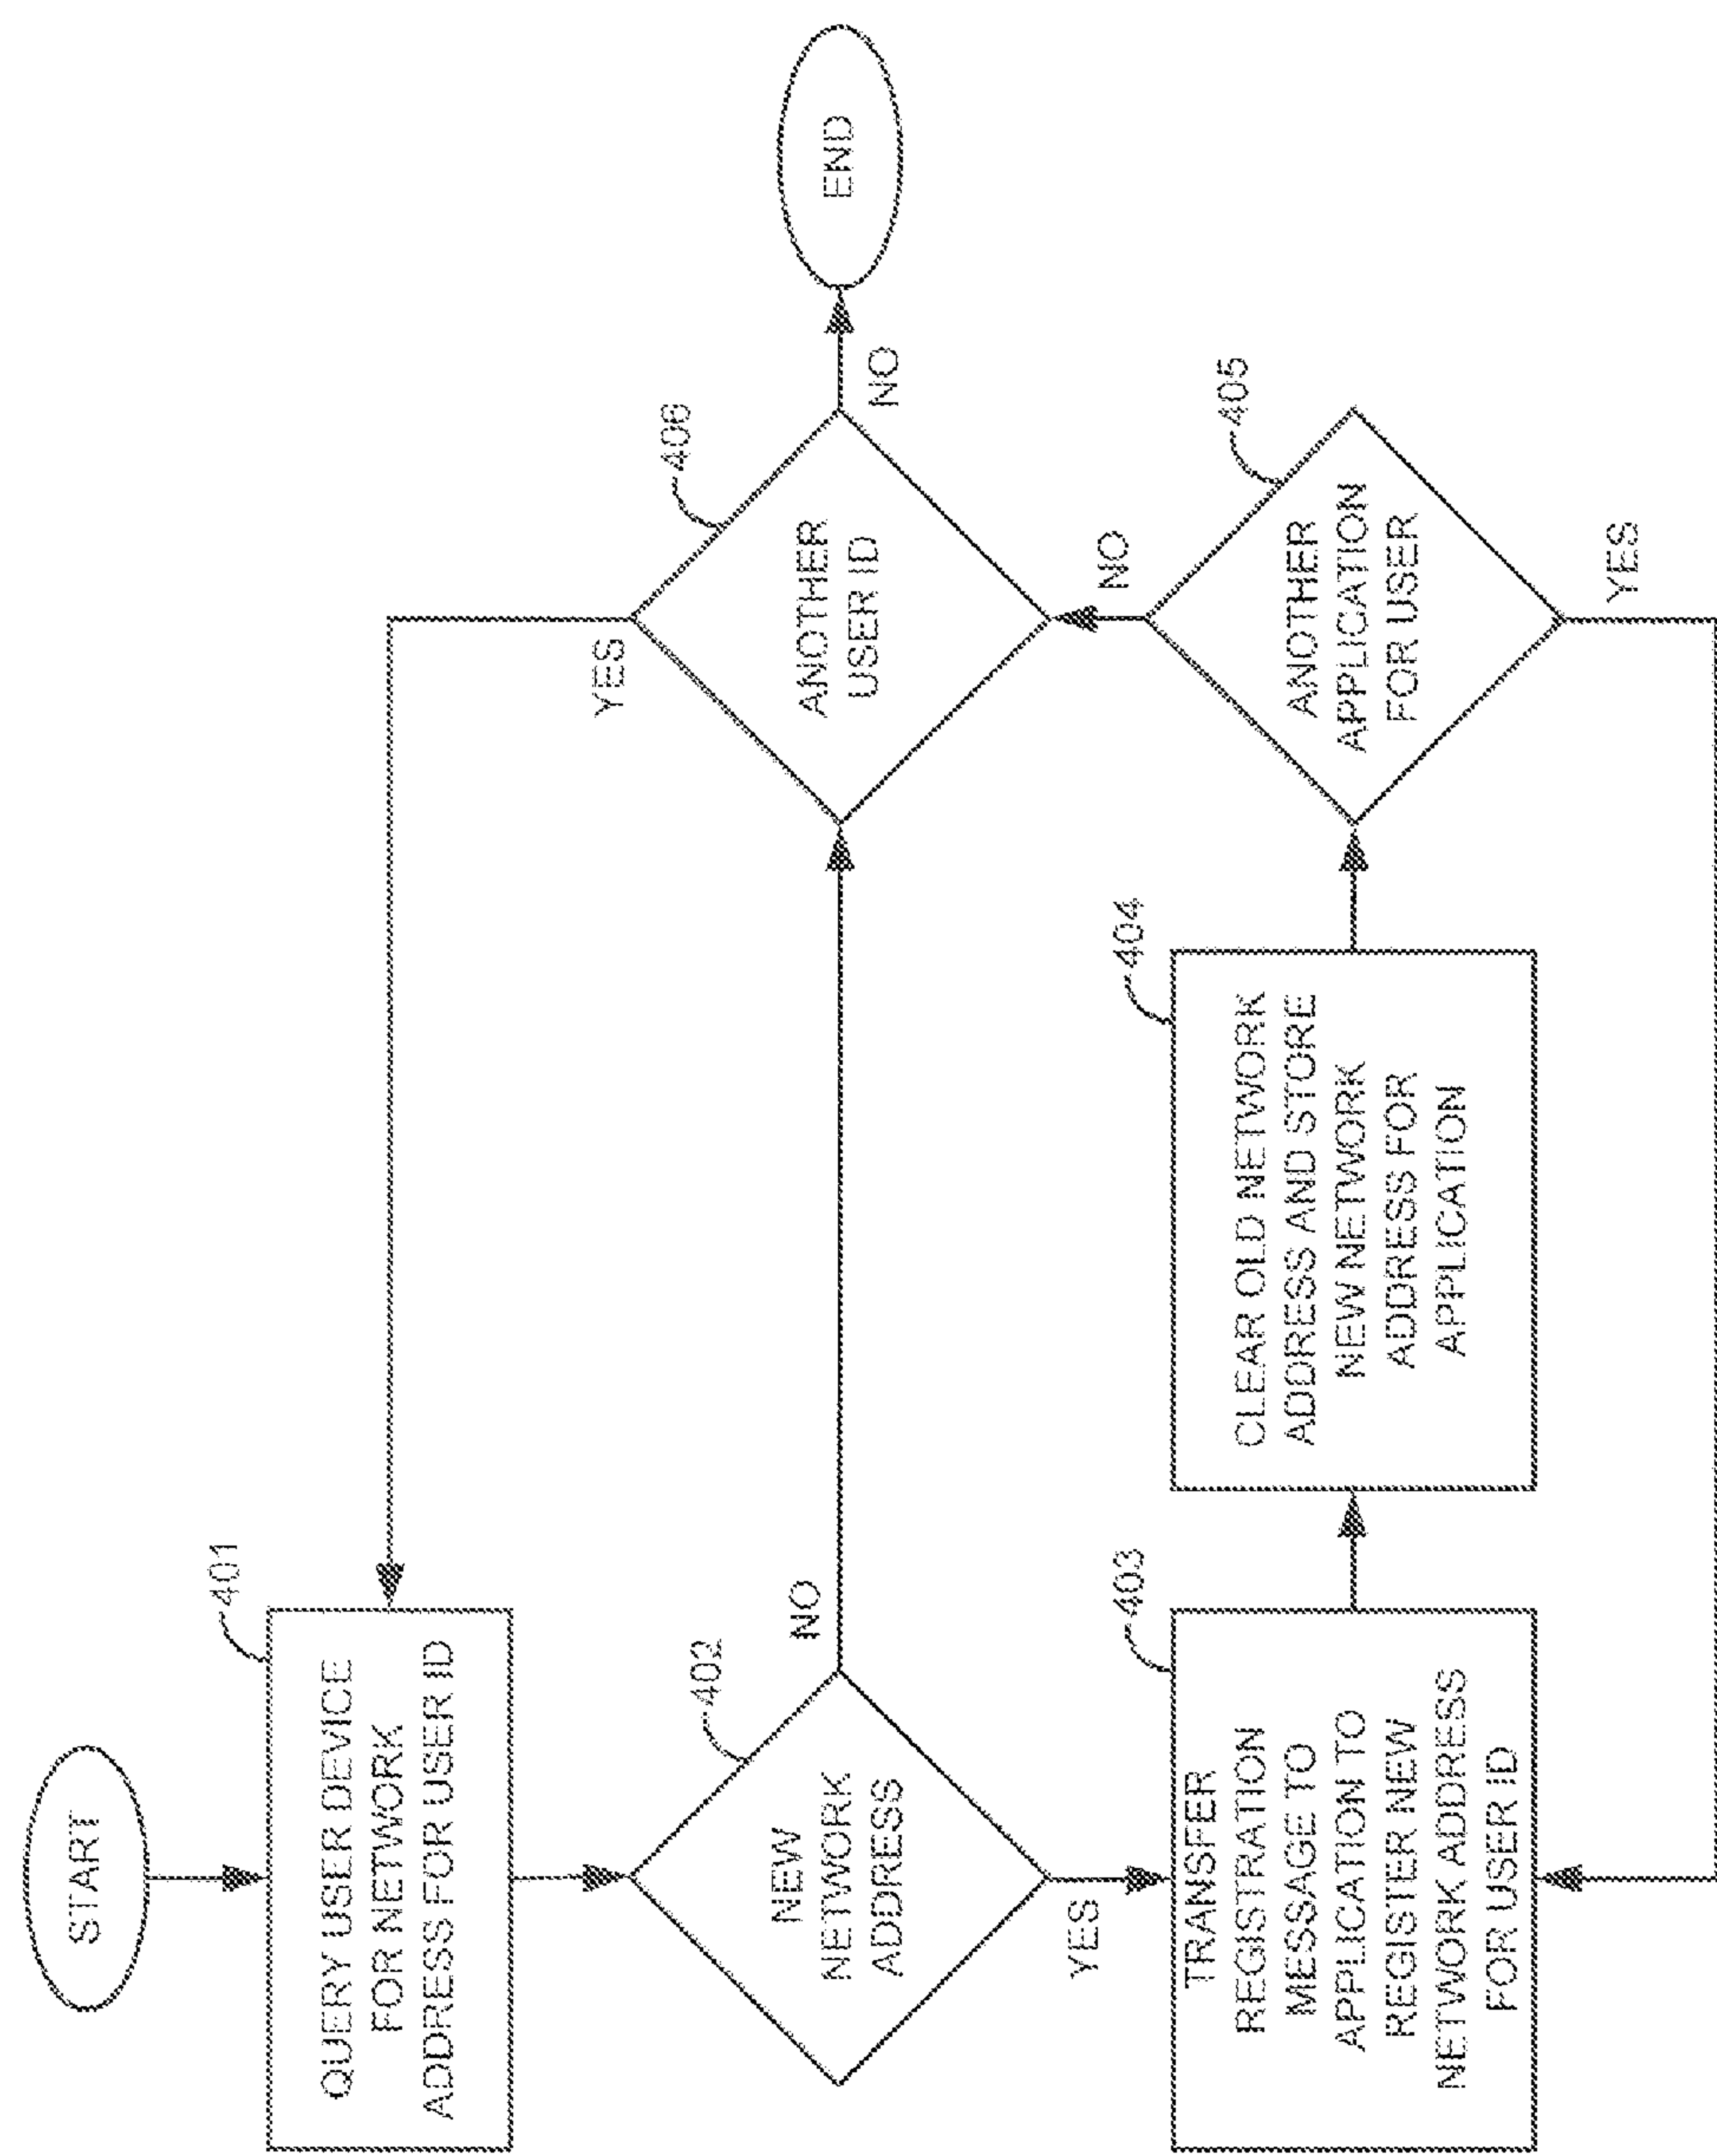 START
401
QUERY USER DEVICE
FOR NETWORK
ADDRESS FOR USER ID
402
NEW
NETWORK
ADDRESS
NO
YES
403
TRANSFER
REGISTRATION
MESSAGE TO
APPLICATION TO
REGISTER NEW
NETWORK ADDRESS
FOR USER ID
404
CLEAR OLD NETWORK
ADDRESS AND STORE
NEW NETWORK
ADDRESS FOR
APPLICATION
405
ANOTHER
APPLICATION
FOR USER
YES
NO
406
ANOTHER
USER ID
YES
NO
END